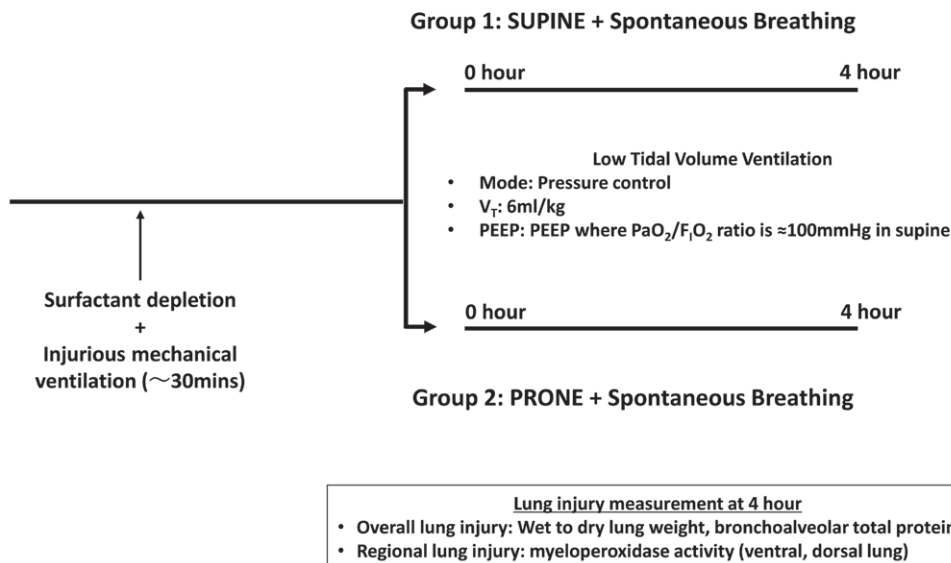 Group 1: SUPINE + Spontaneous Breathing
0 hour 4 hour
Low Tidal Volume Ventilation
• Mode: Pressure control
• V_T: 6ml/kg
• PEEP: PEEP where PaO₂/F_IO₂ ratio is ≈100mmHg in supine
Surfactant depletion
+
Injurious mechanical
ventilation (～30mins)
0 hour 4 hour
Group 2: PRONE + Spontaneous Breathing
Lung injury measurement at 4 hour
• Overall lung injury: Wet to dry lung weight, bronchoalveolar total protein
• Regional lung injury: myeloperoxidase activity (ventral, dorsal lung)